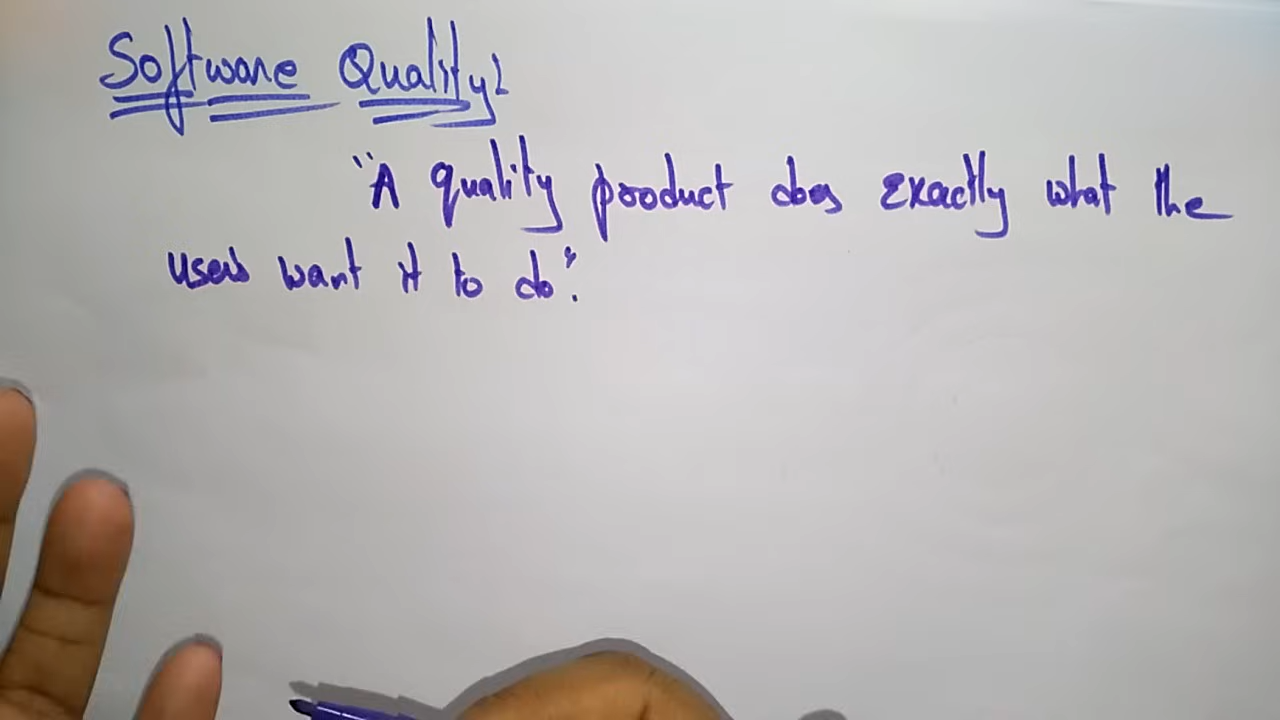 Software Quality:
"A quality product does exactly what the
users want it to do".